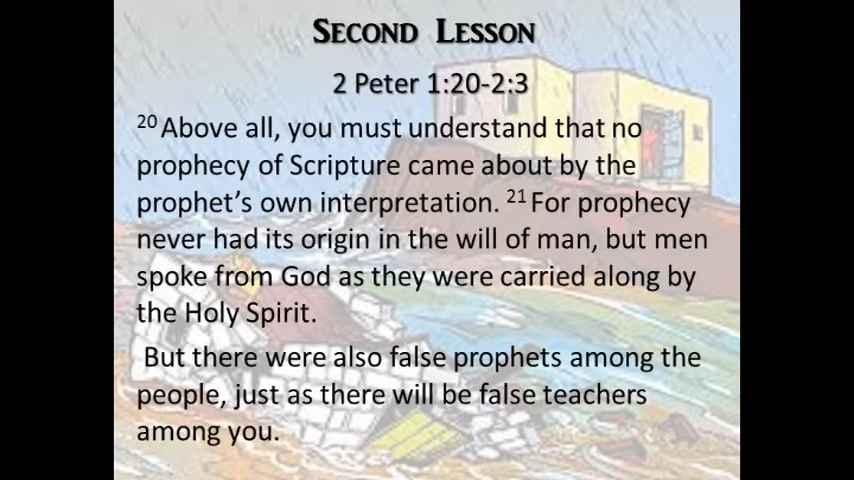 Second Lesson
2 Peter 1:20-2:3
20 Above all, you must understand that no
prophecy of Scripture came about by the
prophet’s own interpretation. 21 For prophecy
never had its origin in the will of man, but men
spoke from God as they were carried along by
the Holy Spirit.
But there were also false prophets among the
people, just as there will be false teachers
among you.